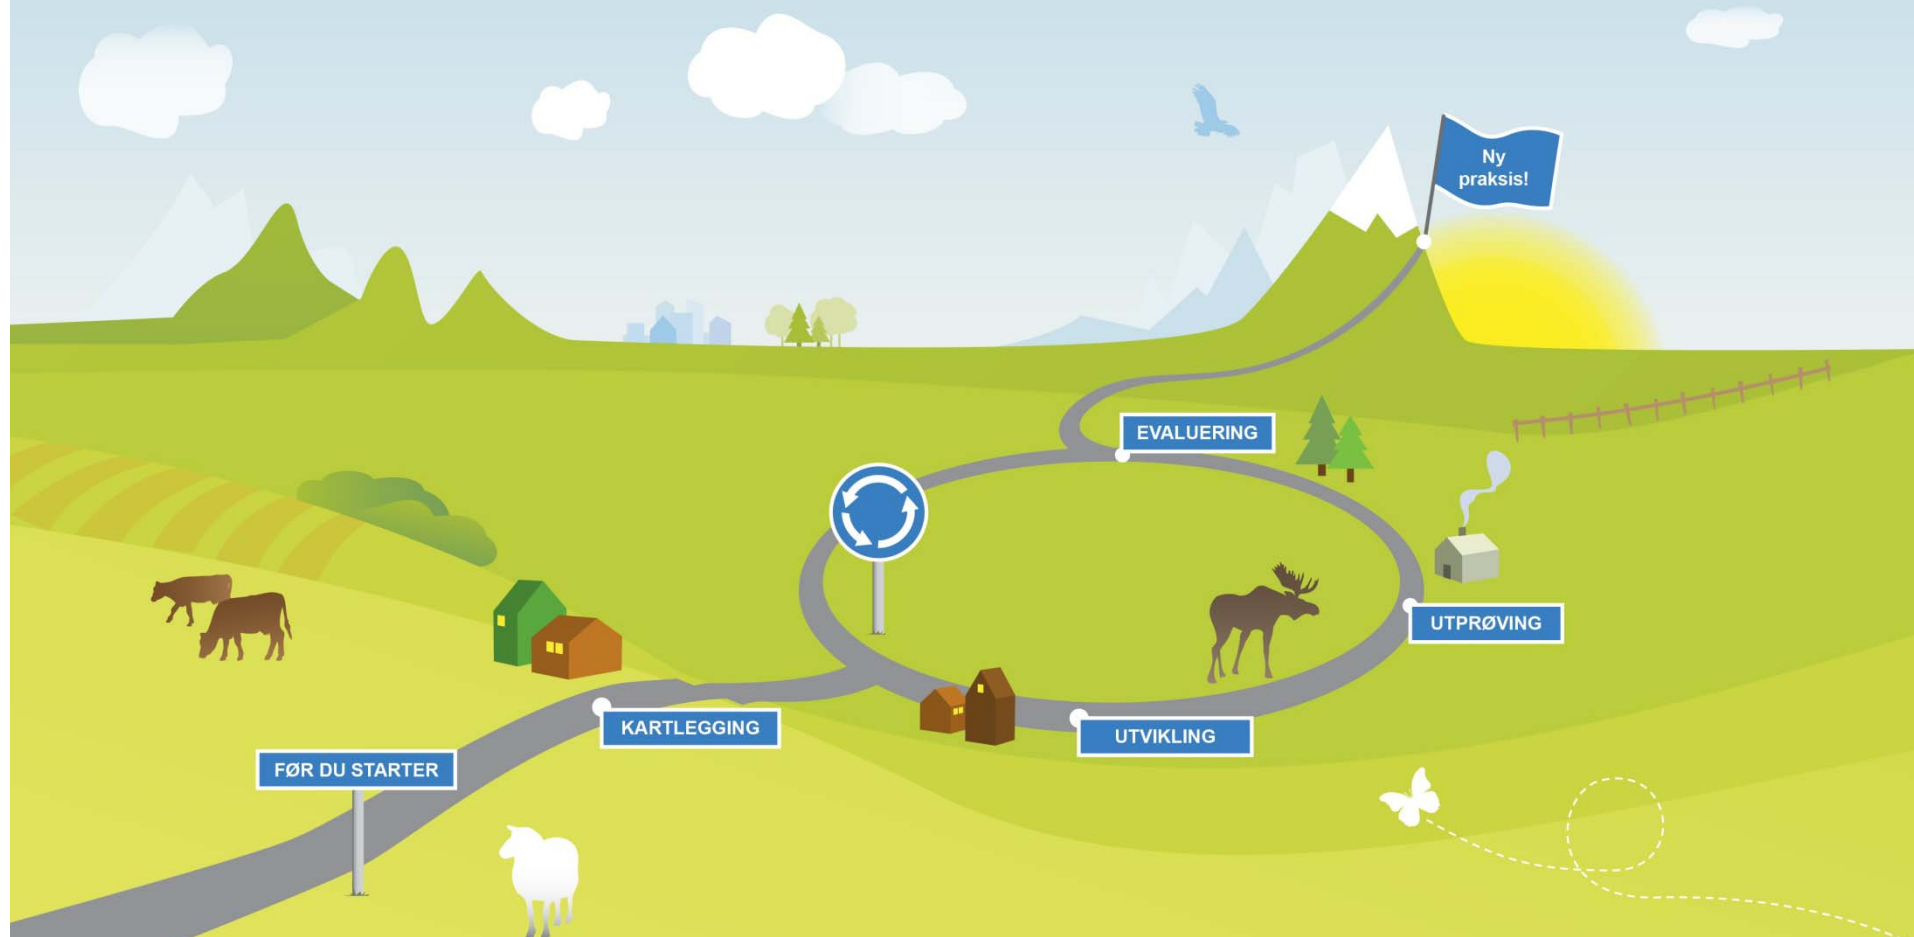 Ny
praksis!
EVALUERING
UTPRØVING
KARTLEGGING
UTVIKLING
FØR DU STARTER